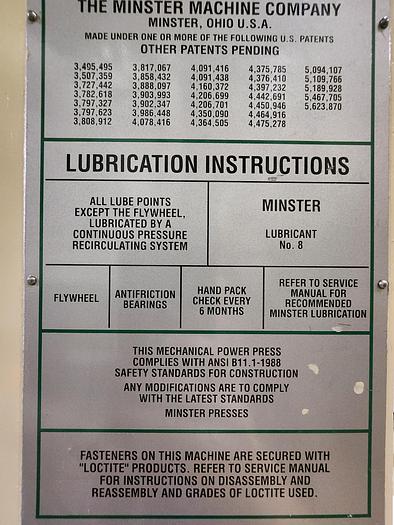 THE MINSTER MACHINE COMPANY
MINSTER, OHIO U.S.A.
MADE UNDER ONE OR MORE OF THE FOLLOWING U.S. PATENTS
OTHER PATENTS PENDING
3,495,495 3,817,067 4,091,416 4,375,785 5,094,107
3,507,359 3,858,432 4,091,438 4,376,410 5,109,766
3,727,442 3,888,097 4,160,372 4,397,232 5,189,928
3,782,618 3,903,993 4,206,699 4,442,691 5,467,705
3,797,327 3,902,347 4,206,701 4,450,946 5,623,870
3,797,623 3,986,448 4,350,090 4,464,916
3,808,912 4,078,416 4,364,505 4,475,278
LUBRICATION INSTRUCTIONS
ALL LUBE POINTS
EXCEPT THE FLYWHEEL,
LUBRICATED BY A
CONTINUOUS PRESSURE
RECIRCULATING SYSTEM
MINSTER
LUBRICANT
No. 8
FLYWHEEL
ANTIFRICTION
BEARINGS
HAND PACK
CHECK EVERY
6 MONTHS
REFER TO SERVICE
MANUAL FOR
RECOMMENDED
MINSTER LUBRICATION
THIS MECHANICAL POWER PRESS
COMPLIES WITH ANSI B11.1-1988
SAFETY STANDARDS FOR CONSTRUCTION
ANY MODIFICATIONS ARE TO COMPLY
WITH THE LATEST STANDARDS
MINSTER PRESSES
FASTENERS ON THIS MACHINE ARE SECURED WITH
"LOCTITE" PRODUCTS. REFER TO SERVICE MANUAL
FOR INSTRUCTIONS ON DISASSEMBLY AND
REASSEMBLY AND GRADES OF LOCTITE USED.